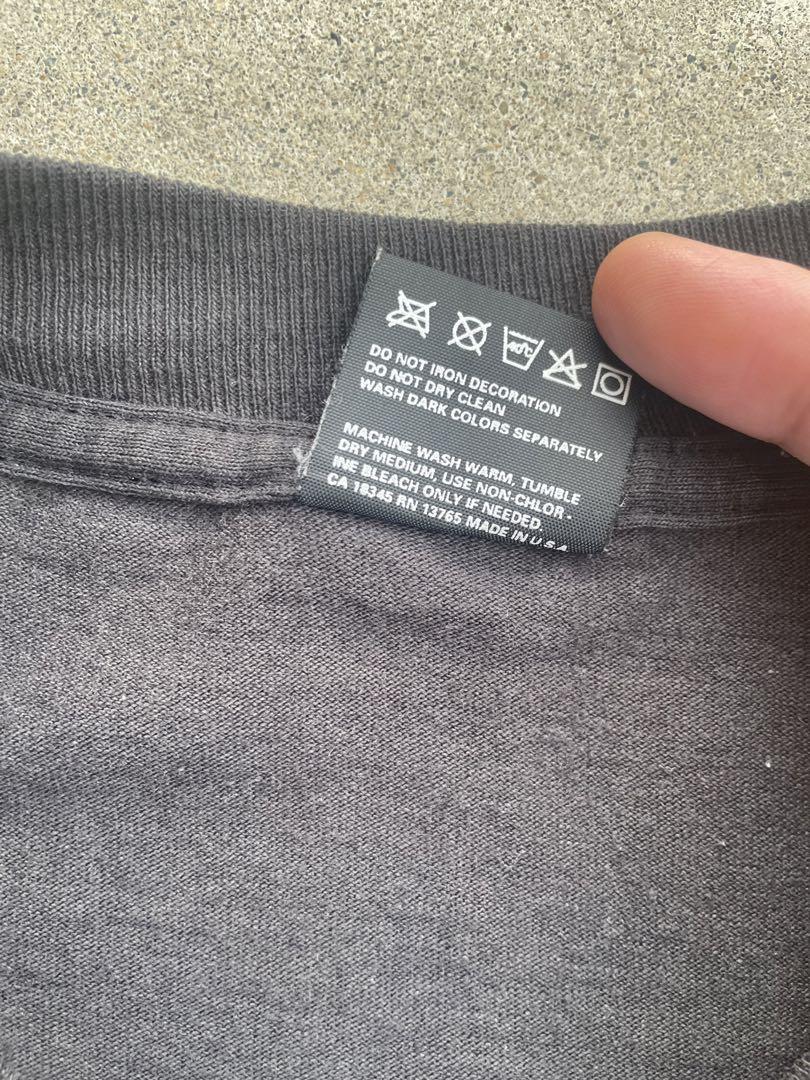 40°C
DO NOT IRON DECORATION
DO NOT DRY CLEAN
WASH DARK COLORS SEPARATELY
MACHINE WASH WARM, TUMBLE
DRY MEDIUM, USE NON-CHLOR-
INE BLEACH ONLY IF NEEDED.
CA 18345 RN 13765 MADE IN U.S.A.